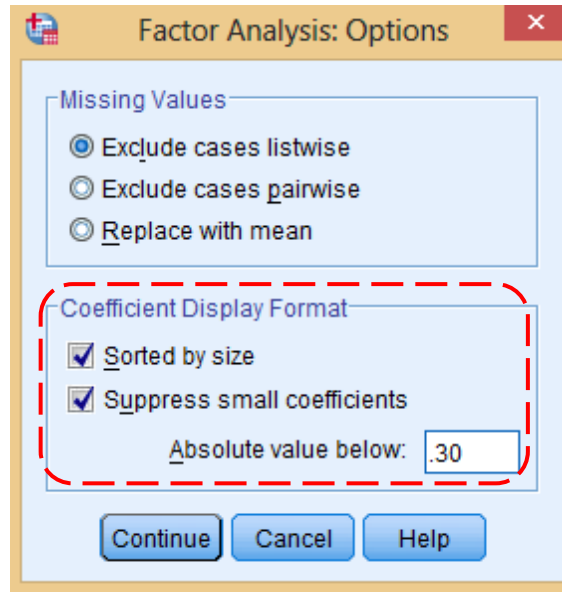 Factor Analysis: Options
Missing Values
Exclude cases listwise
Exclude cases pairwise
Replace with mean
Coefficient Display Format
Sorted by size
Suppress small coefficients
Absolute value below: .30
Continue Cancel Help